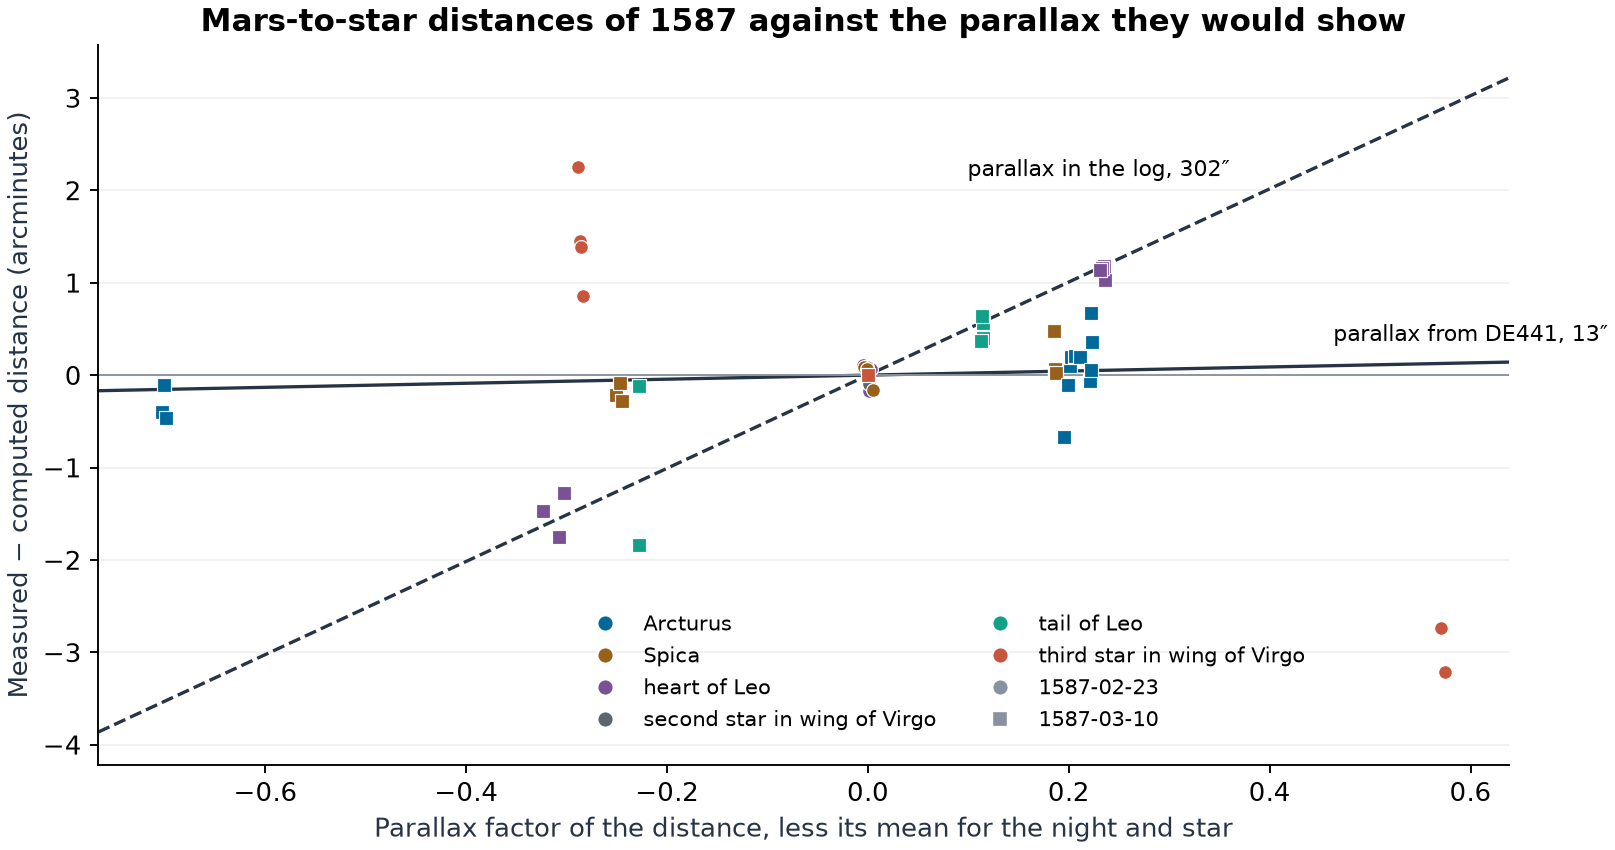 Mars-to-star distances of 1587 against the parallax they would show
Measured − computed distance (arcminutes)
3
2
1
0
−1
−2
−3
−4
parallax in the log, 302″
parallax from DE441, 13″
Arcturus
Spica
heart of Leo
second star in wing of Virgo
tail of Leo
third star in wing of Virgo
1587-02-23
1587-03-10
−0.6
−0.4
−0.2
0.0
0.2
0.4
0.6
Parallax factor of the distance, less its mean for the night and star